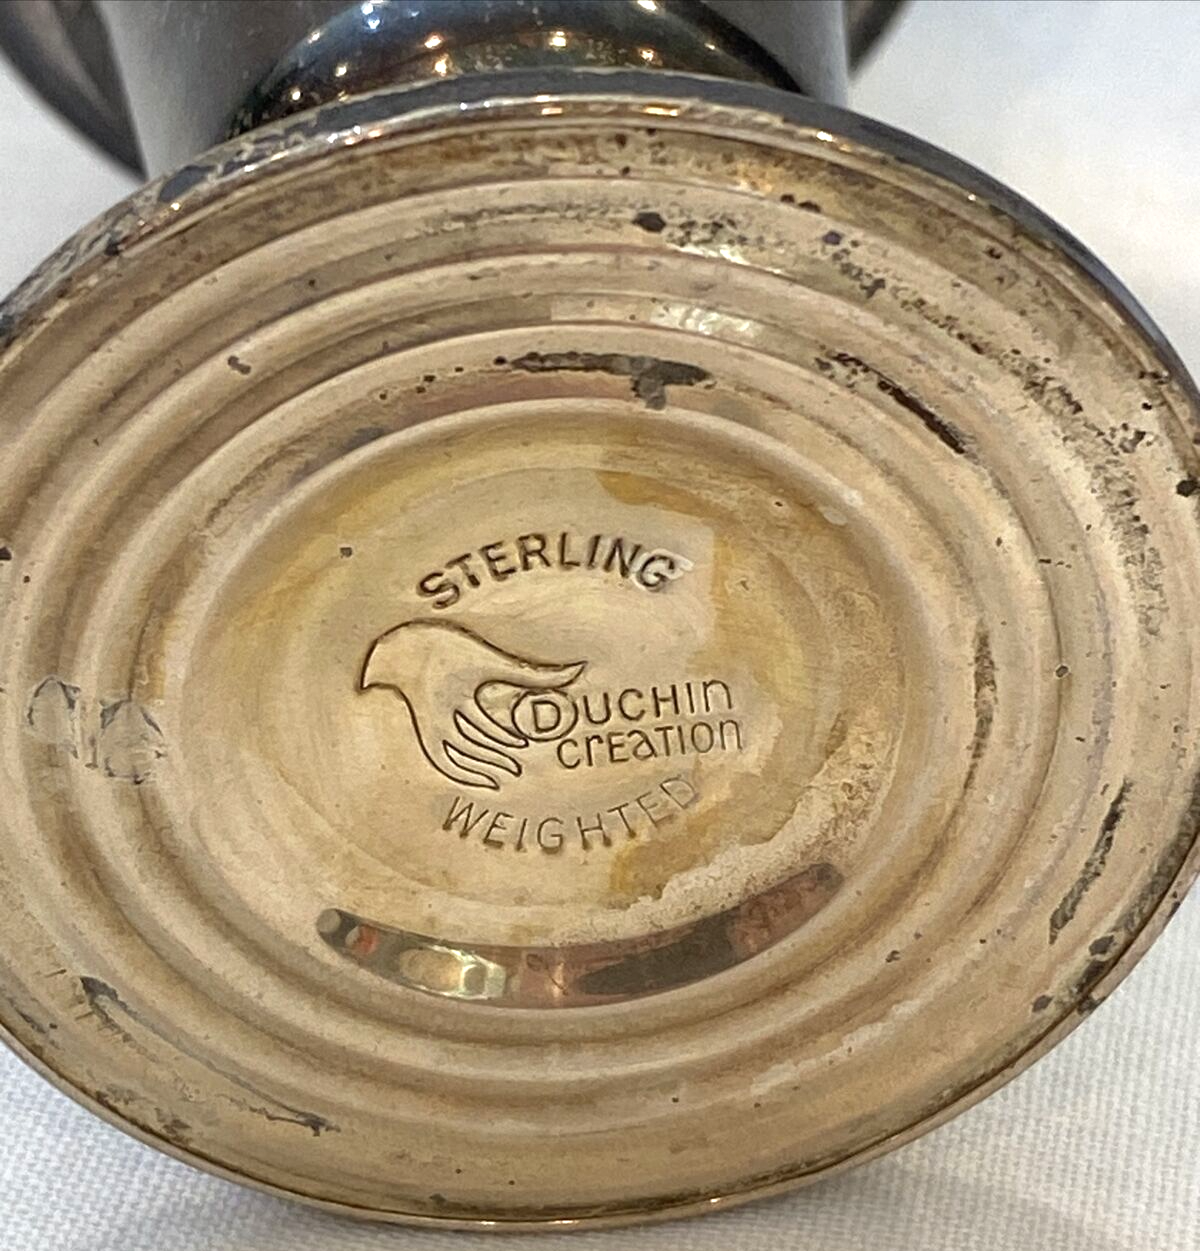 STERLING
DUCHIN
CREATION
WEIGHTED